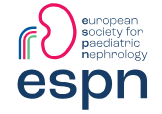 european
society for
paediatric
nephrology
espn